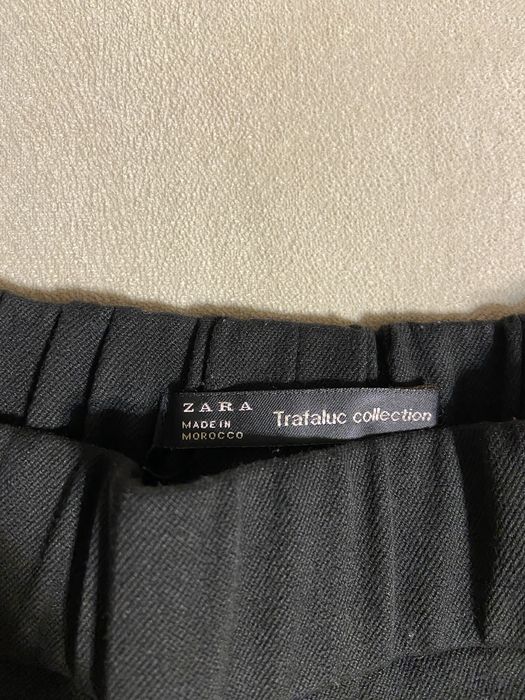 ZARA
MADE IN
MOROCCO
Trafaluc collection